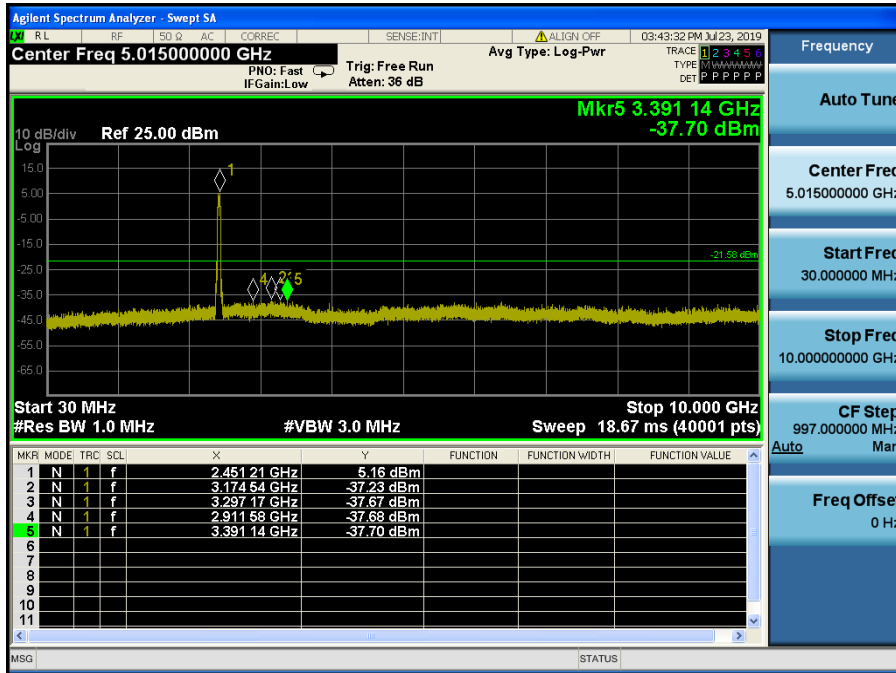 Agilent Spectrum Analyzer - Swept SA
LXI RL RF 50 Ω AC CORREC SENSE:INT ALIGN OFF 03:43:32 PM Jul 23, 2019
Center Freq 5.015000000 GHz Avg Type: Log-Pwr TRACE 1 2 3 4 5 6
PNO: Fast Trig: Free Run TYPE M
IFGain:Low Atten: 36 dB DET P P P P P P
Mkr5 3.391 14 GHz
-37.70 dBm
10 dB/div Ref 25.00 dBm
Log
15.0
5.00
-5.00
-15.0
-21.58 dBm
-25.0
-35.0
-45.0
-55.0
-65.0
1
4 2 5
Start 30 MHz Stop 10.000 GHz
#Res BW 1.0 MHz #VBW 3.0 MHz Sweep 18.67 ms (40001 pts)
MKR MODE TRC SCL X Y FUNCTION FUNCTION WIDTH FUNCTION VALUE
1 N 1 f 2.451 21 GHz 5.16 dBm
2 N 1 f 3.174 54 GHz -37.23 dBm
3 N 1 f 3.297 17 GHz -37.67 dBm
4 N 1 f 2.911 58 GHz -37.68 dBm
5 N 1 f 3.391 14 GHz -37.70 dBm
6
7
8
9
10
11
MSG STATUS
Frequency
Auto Tune
Center Freq
5.015000000 GHz
Start Freq
30.000000 MHz
Stop Freq
10.000000000 GHz
CF Step
997.000000 MHz
Auto Man
Freq Offset
0 Hz